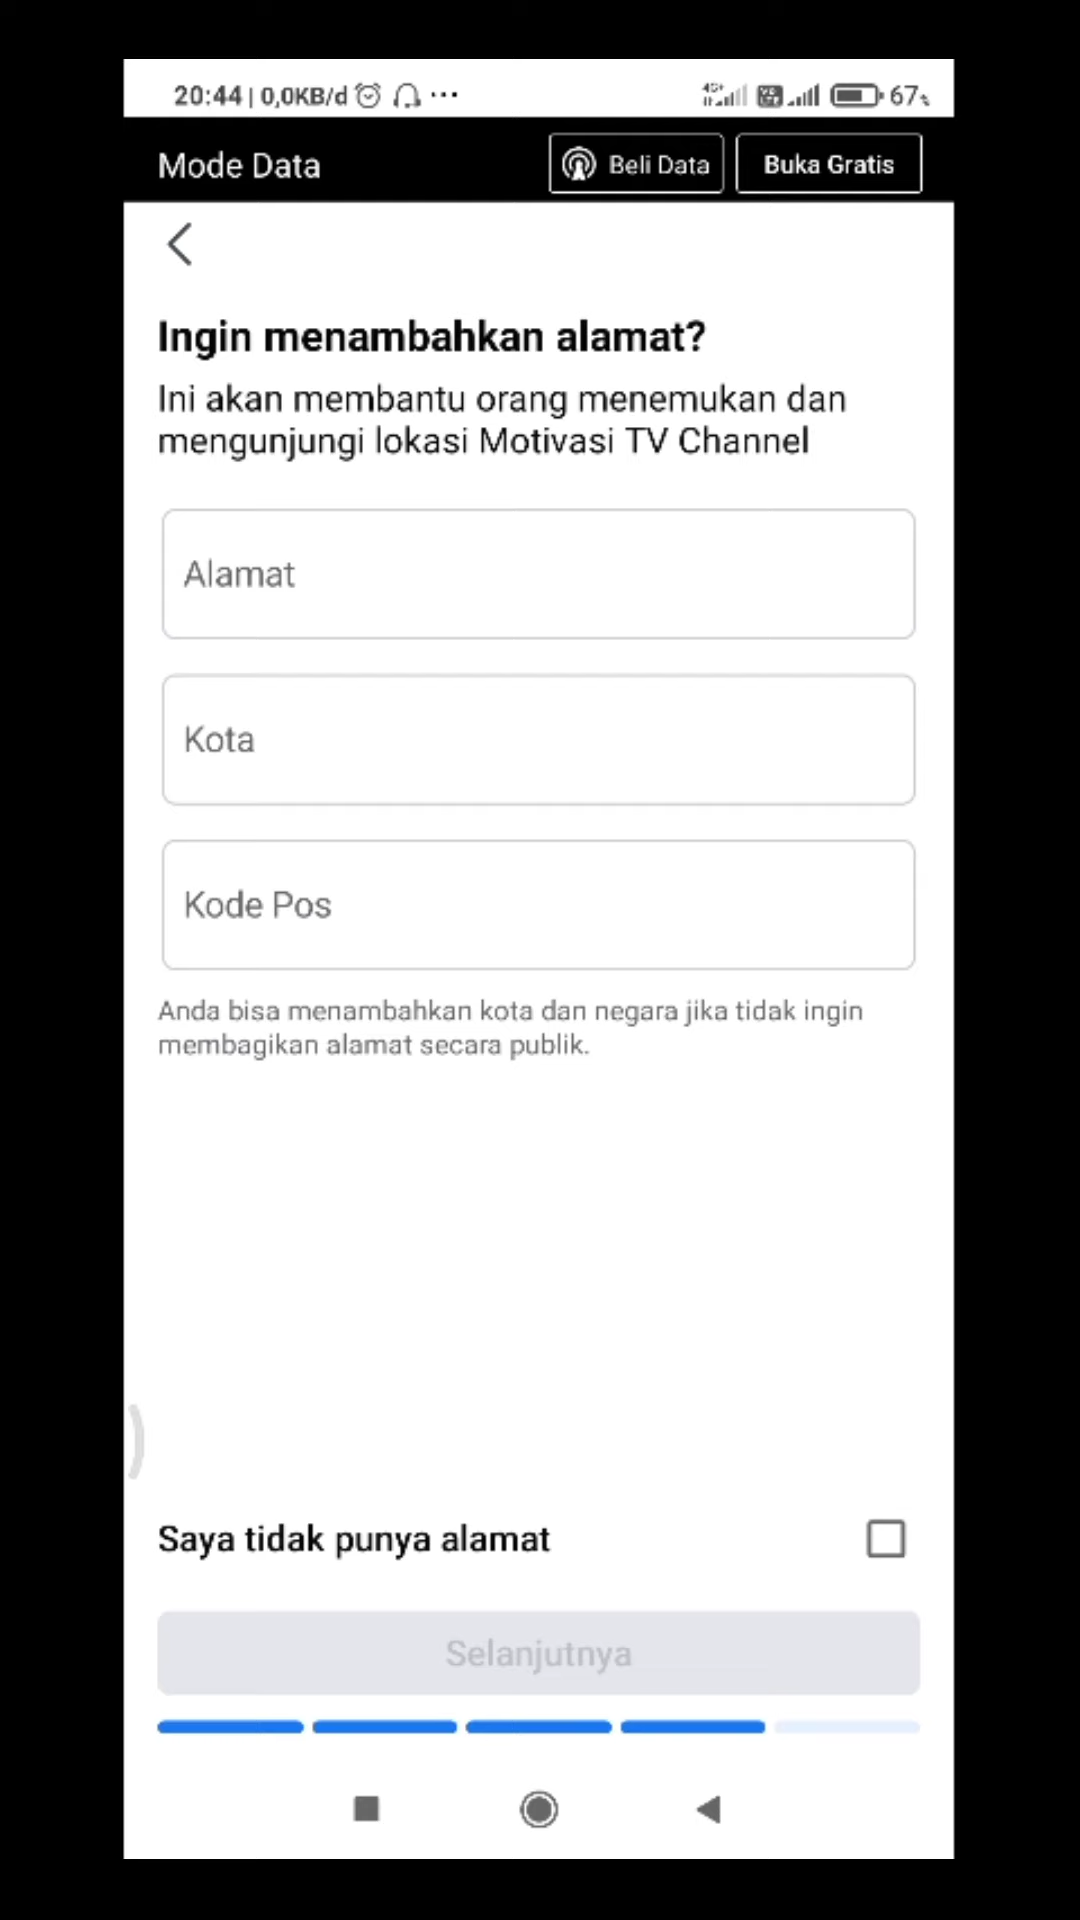 20:44 | 0,0KB/d ... 67%
Mode Data
Beli Data
Buka Gratis
Ingin menambahkan alamat?
Ini akan membantu orang menemukan dan
mengunjungi lokasi Motivasi TV Channel
Alamat
Kota
Kode Pos
Anda bisa menambahkan kota dan negara jika tidak ingin
membagikan alamat secara publik.
Saya tidak punya alamat
Selanjutnya